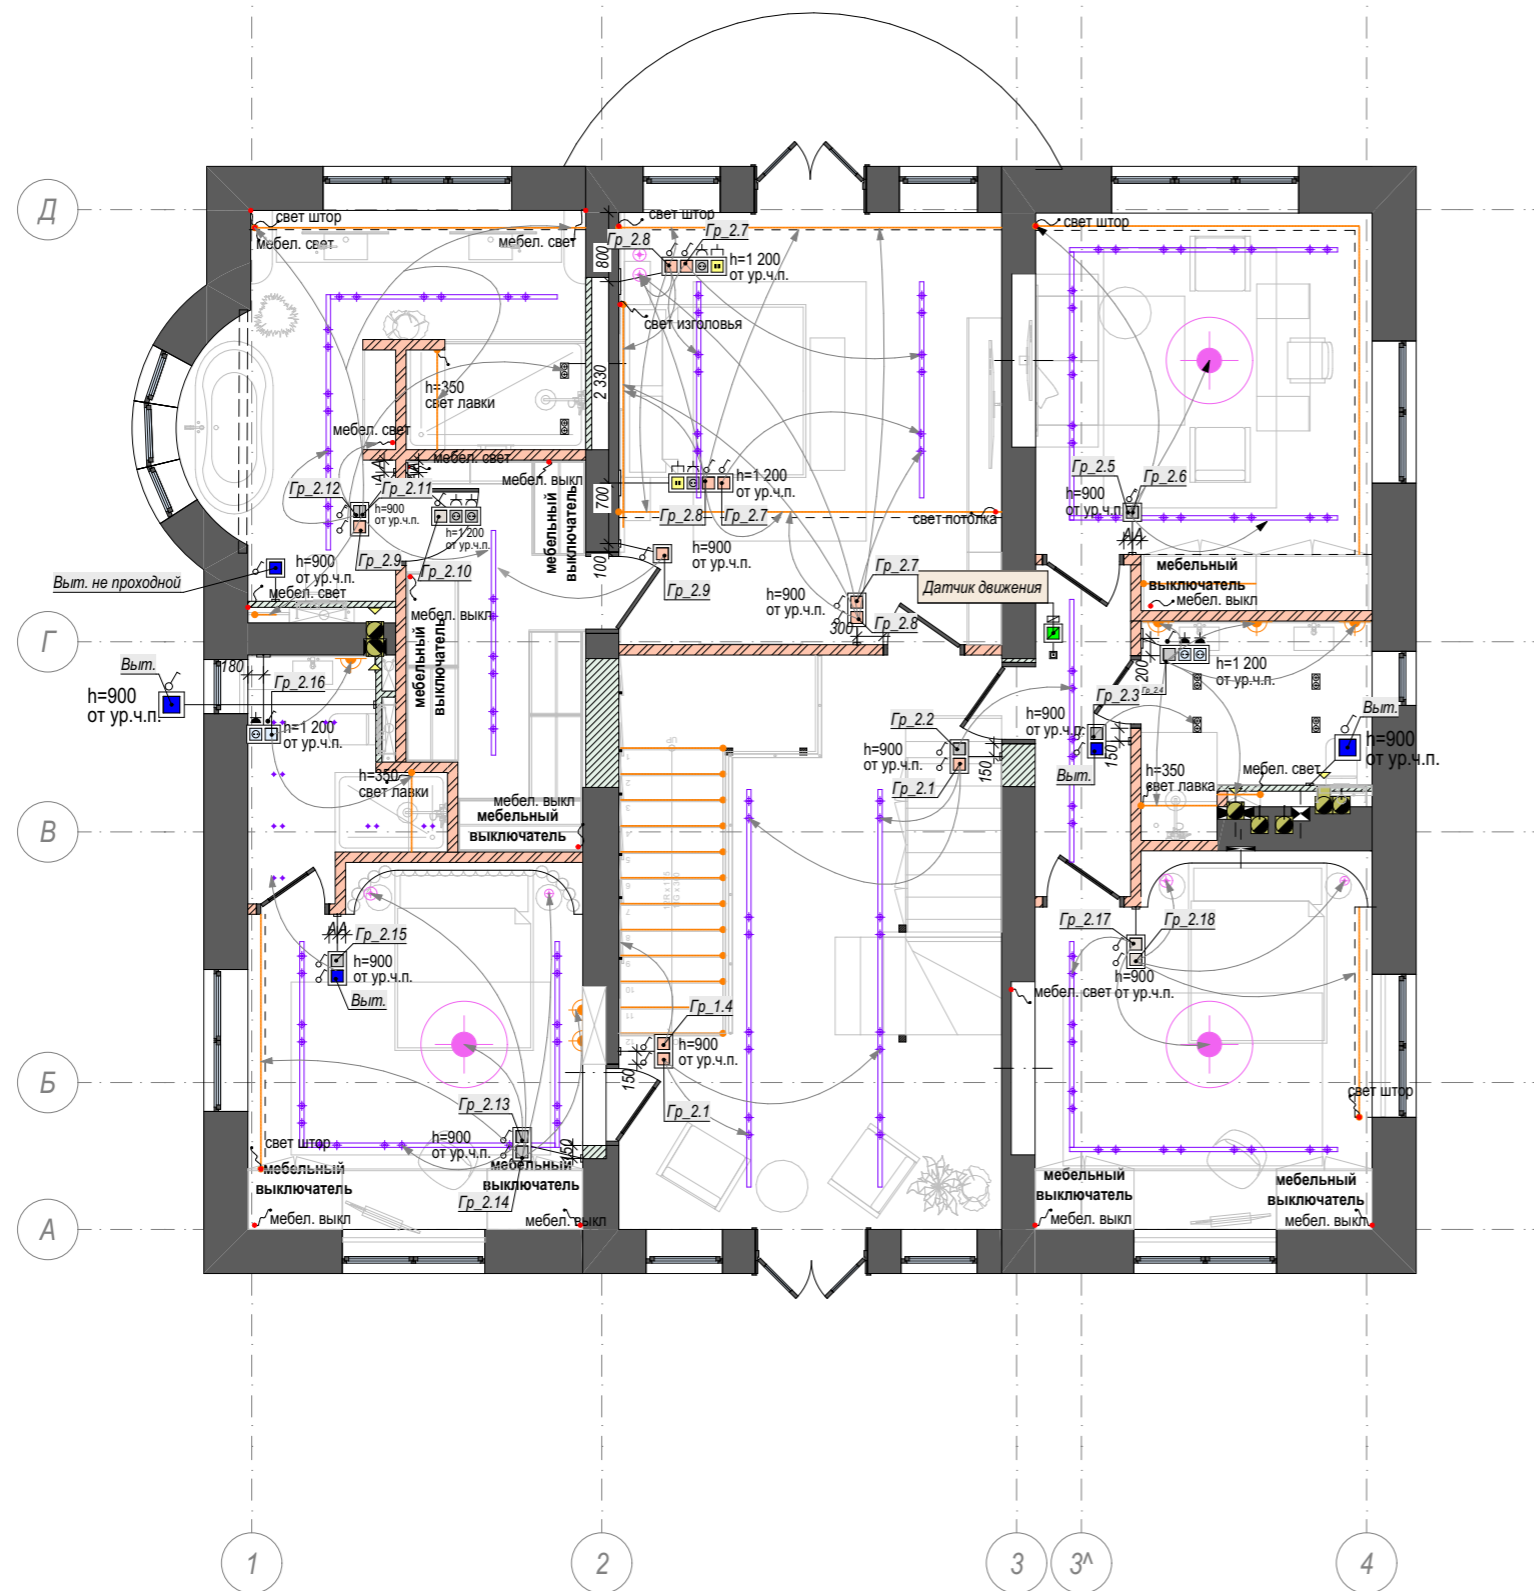 Д
свет штор
мебел. свет
мебел. свет
свет штор
Гр_2.8
Гр_2.7
800
h=1 200
от ур.ч.п.
свет штор
свет изголовья
2 330
h=350
свет лавки
мебел. свет
мебел. свет
мебел. выкл
мебельный
выключатель
Гр_2.12
Гр_2.11
h=900
от ур.ч.п.
h=1 200
от ур.ч.п.
Гр_2.9
Гр_2.10
h=1 200
от ур.ч.п.
700
Гр_2.8
Гр_2.7
свет потолка
Гр_2.5
Гр_2.6
h=900
от ур.ч.п.
А А
100
h=900
от ур.ч.п.
Гр_2.9
h=900
от ур.ч.п.
Гр_2.7
Гр_2.8
300
Датчик движения
мебельный
выключатель
мебел. выкл
Выт. не проходной
h=900
от ур.ч.п.
мебел. свет
мебел. выкл
мебельный
выключатель
Г
Выт.
h=900
от ур.ч.п.
180
Гр_2.16
h=1 200
от ур.ч.п.
h=1 200
от ур.ч.п.
200
Гр_2.3
Гр_2.4
h=900
от ур.ч.п.
150
Выт.
Выт.
h=900
от ур.ч.п.
Гр_2.2
h=900
от ур.ч.п.
Гр_2.1
150
h=350
свет лавки
h=350
свет лавка
мебел. свет
мебел. выкл
мебельный
выключатель
В
Гр_2.15
АА
h=900
от ур.ч.п.
Выт.
Гр_2.17
Гр_2.18
h=900
от ур.ч.п.
мебел. свет
Гр_1.4
h=900
от ур.ч.п.
150
Гр_2.1
Б
Гр_2.13
h=900
от ур.ч.п.
150
Гр_2.14
свет штор
мебельный
выключатель
мебельный
выключатель
мебел. выкл
мебел. выкл
свет штор
мебельный
выключатель
мебельный
выключатель
мебел. выкл
мебел. выкл
А
1
2
3
3^
4